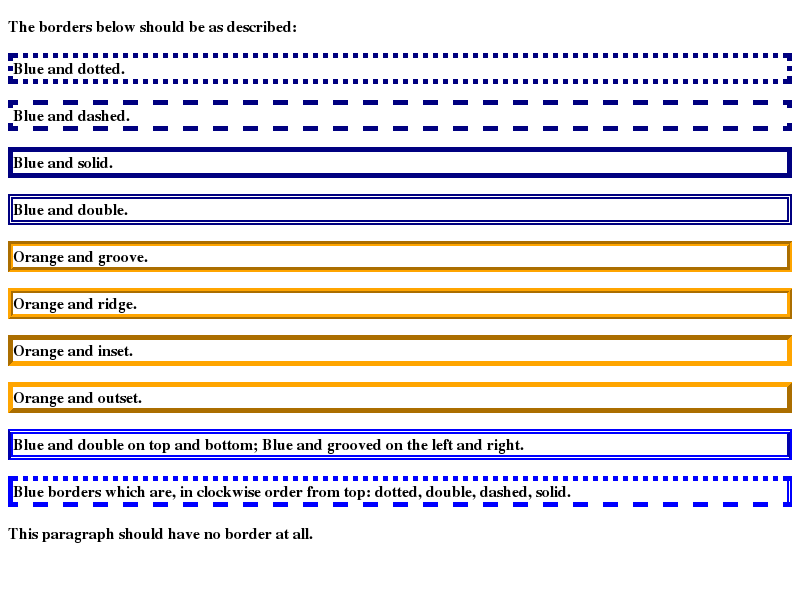 The borders below should be as described:
Blue and dotted.
Blue and dashed.
Blue and solid.
Blue and double.
Orange and groove.
Orange and ridge.
Orange and inset.
Orange and outset.
Blue and double on top and bottom; Blue and grooved on the left and right.
Blue borders which are, in clockwise order from top: dotted, double, dashed, solid.
This paragraph should have no border at all.